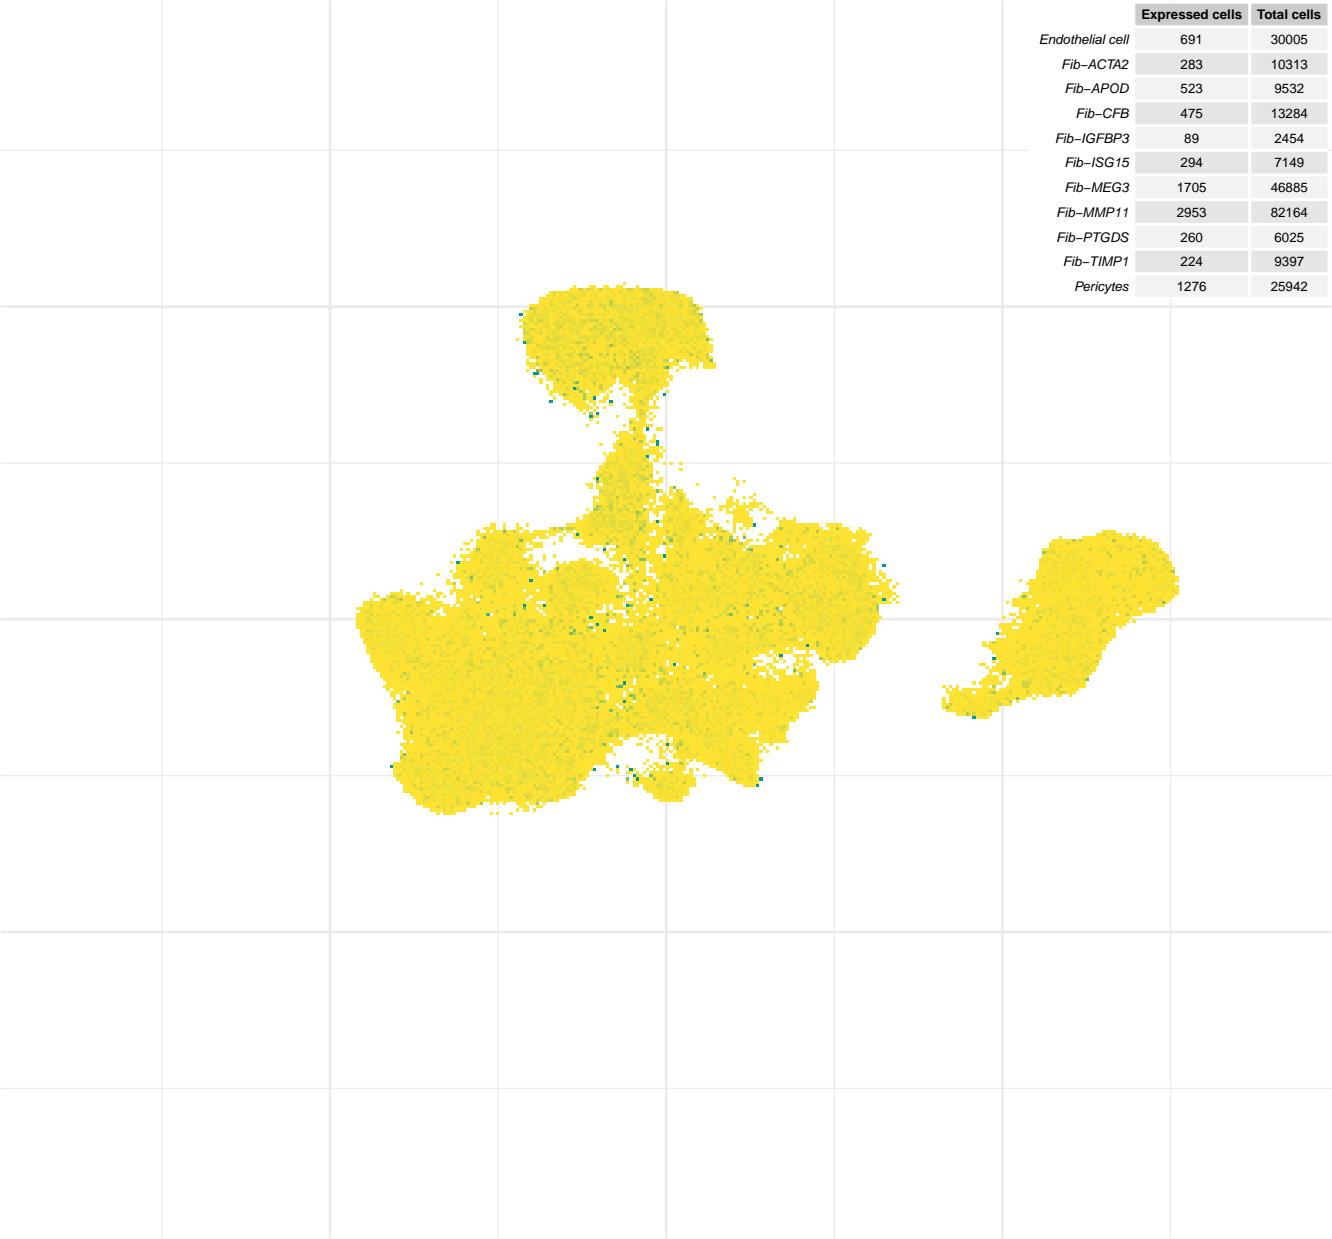 Expressed cells Total cells
Endothelial cell 691 30005
Fib−ACTA2 283 10313
Fib−APOD 523 9532
Fib−CFB 475 13284
Fib−IGFBP3 89 2454
Fib−ISG15 294 7149
Fib−MEG3 1705 46885
Fib−MMP11 2953 82164
Fib−PTGDS 260 6025
Fib−TIMP1 224 9397
Pericytes 1276 25942